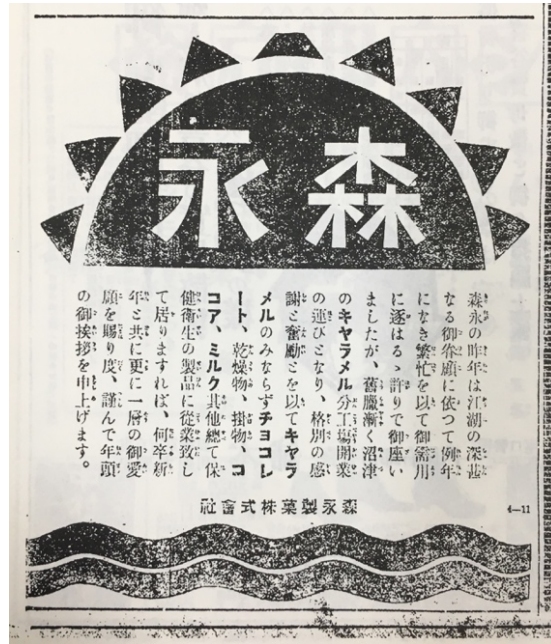 森永
森永の昨年は江湖の深甚
なる御眷顧に依つて例年
になき繁忙を以て御需用
に逐はるゝ許りで御座い
ましたが、舊臘漸く沼津
のキヤラメル分工場開業
の運びとなり、格別の感
謝と奮勵とを以てキヤラ
メルのみならずチヨコレ
ート、乾燥物、掛物、コ
コア、ミルク其他總て保
健衛生の製品に從業致し
て居りますれば、何卒新
年と共に更に一層の御愛
顧を賜り度、謹んで年頭
の御挨拶を申上げます。
森永製菓株式會社
4—11